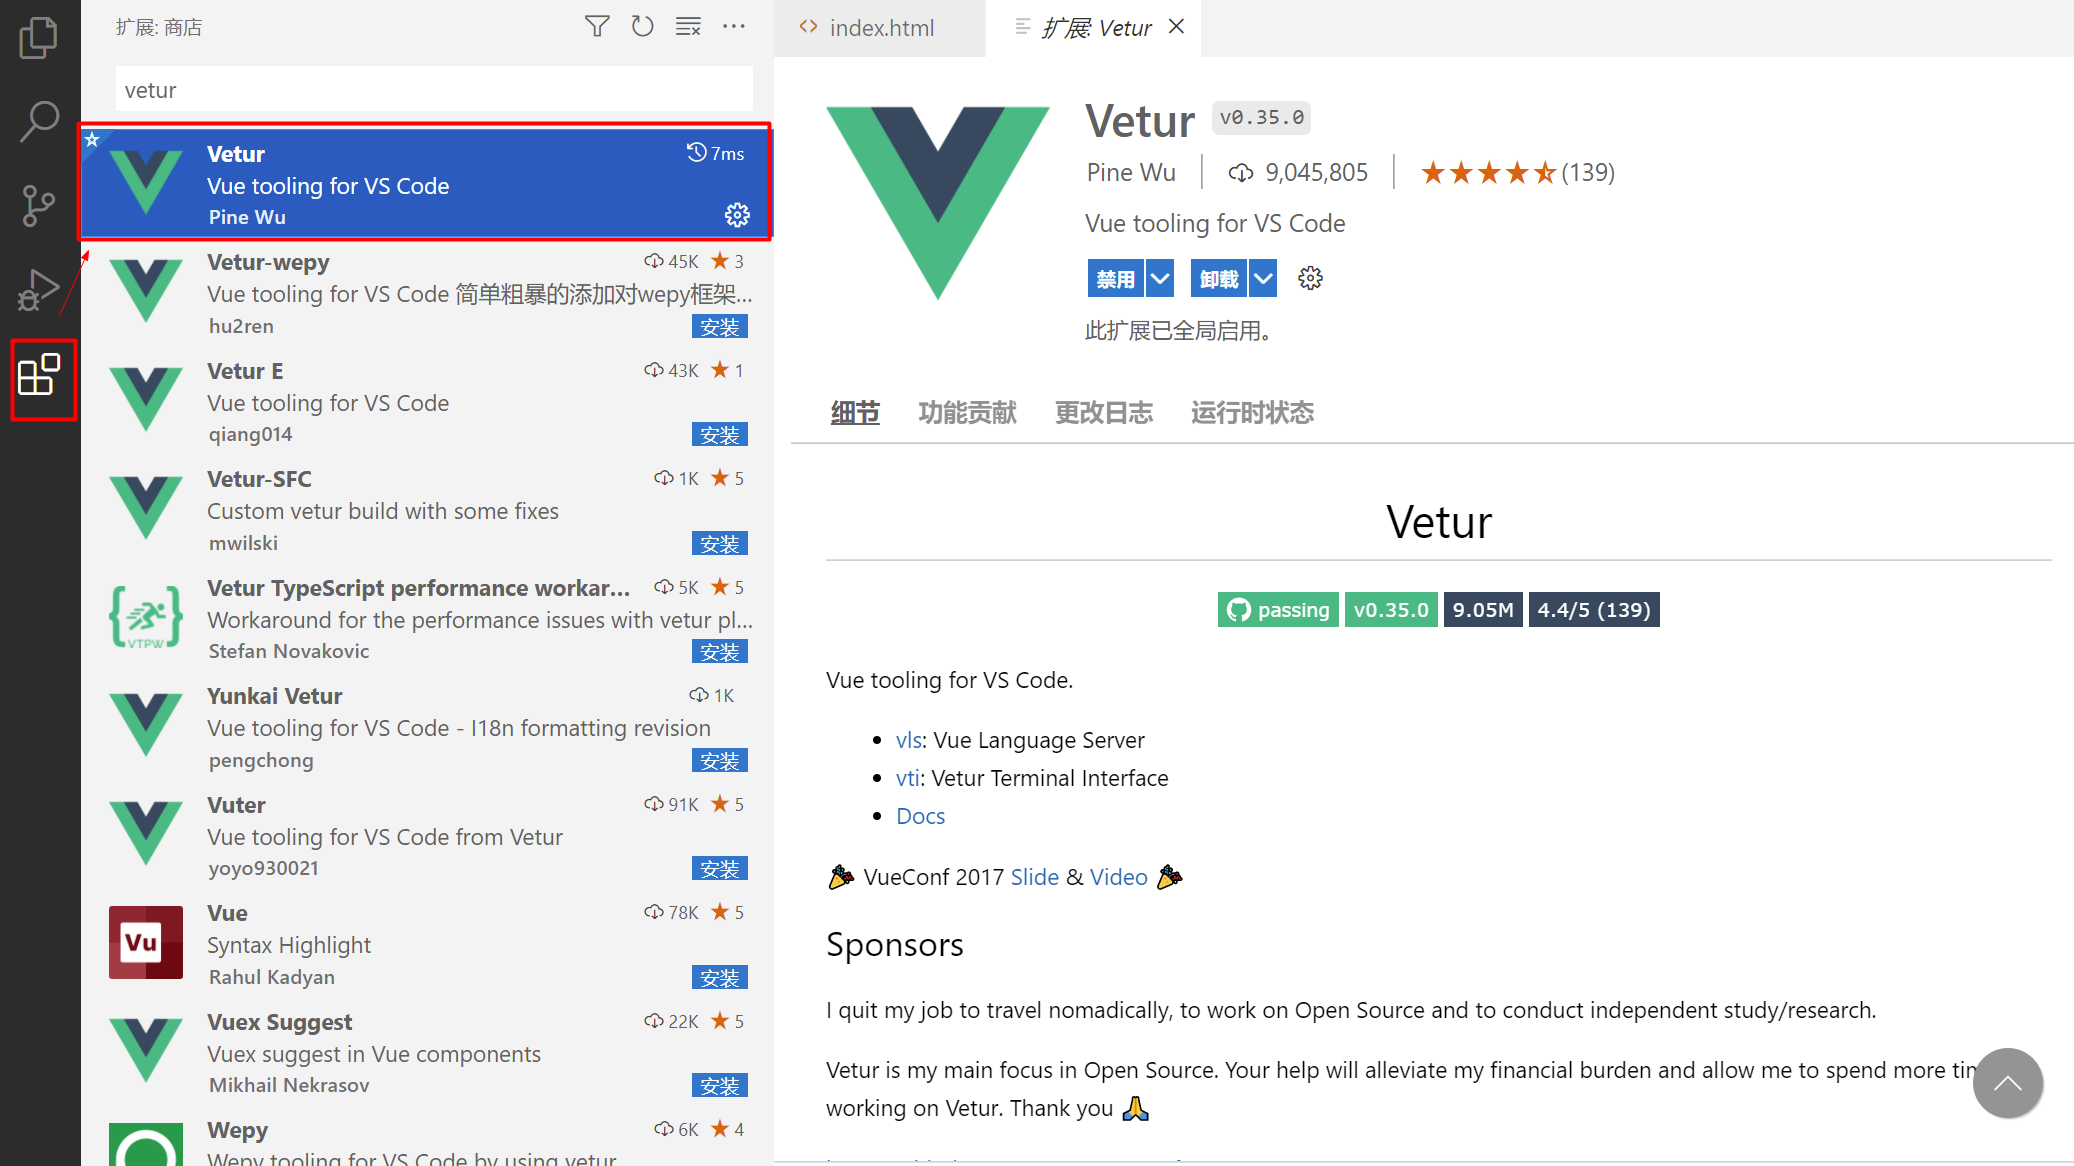 扩展: 商店
vetur
Vetur
7ms
Vue tooling for VS Code
Pine Wu
Vetur-wepy
45K
3
Vue tooling for VS Code 简单粗暴的添加对wepy框架...
hu2ren
安装
Vetur E
43K
1
Vue tooling for VS Code
qiang014
安装
Vetur-SFC
1K
5
Custom vetur build with some fixes
mwilski
安装
Vetur TypeScript performance workar...
5K
5
Workaround for the performance issues with vetur pl...
Stefan Novakovic
安装
VTPW
Yunkai Vetur
1K
Vue tooling for VS Code - I18n formatting revision
pengchong
安装
Vuter
91K
5
Vue tooling for VS Code from Vetur
yoyo930021
安装
Vu
Vue
78K
5
Syntax Highlight
Rahul Kadyan
安装
Vuex Suggest
22K
5
Vuex suggest in Vue components
Mikhail Nekrasov
安装
Wepy
6K
4
Wepy tooling for VS Code by using vetur
index.html
扩展: Vetur
Vetur
v0.35.0
Pine Wu
9,045,805
(139)
Vue tooling for VS Code
禁用
卸载
此扩展已全局启用。
细节
功能贡献
更改日志
运行时状态
Vetur
passing
v0.35.0
9.05M
4.4/5 (139)
Vue tooling for VS Code.
vls: Vue Language Server
vti: Vetur Terminal Interface
Docs
VueConf 2017 Slide & Video
Sponsors
I quit my job to travel nomadically, to work on Open Source and to conduct independent study/research.
Vetur is my main focus in Open Source. Your help will alleviate my financial burden and allow me to spend more
working on Vetur. Thank you 🙏